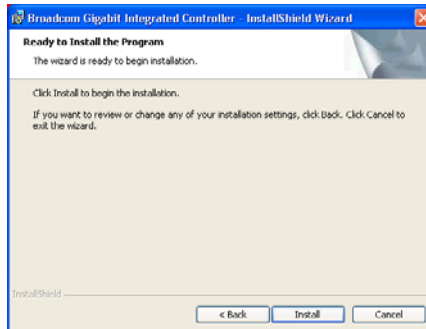 Broadcom Gigabit Integrated Controller - InstallShield Wizard
Ready to Install the Program
The wizard is ready to begin installation.
Click Install to begin the installation.
If you want to review or change any of your installation settings, click Back. Click Cancel to
exit the wizard.
InstallShield
< Back Install Cancel